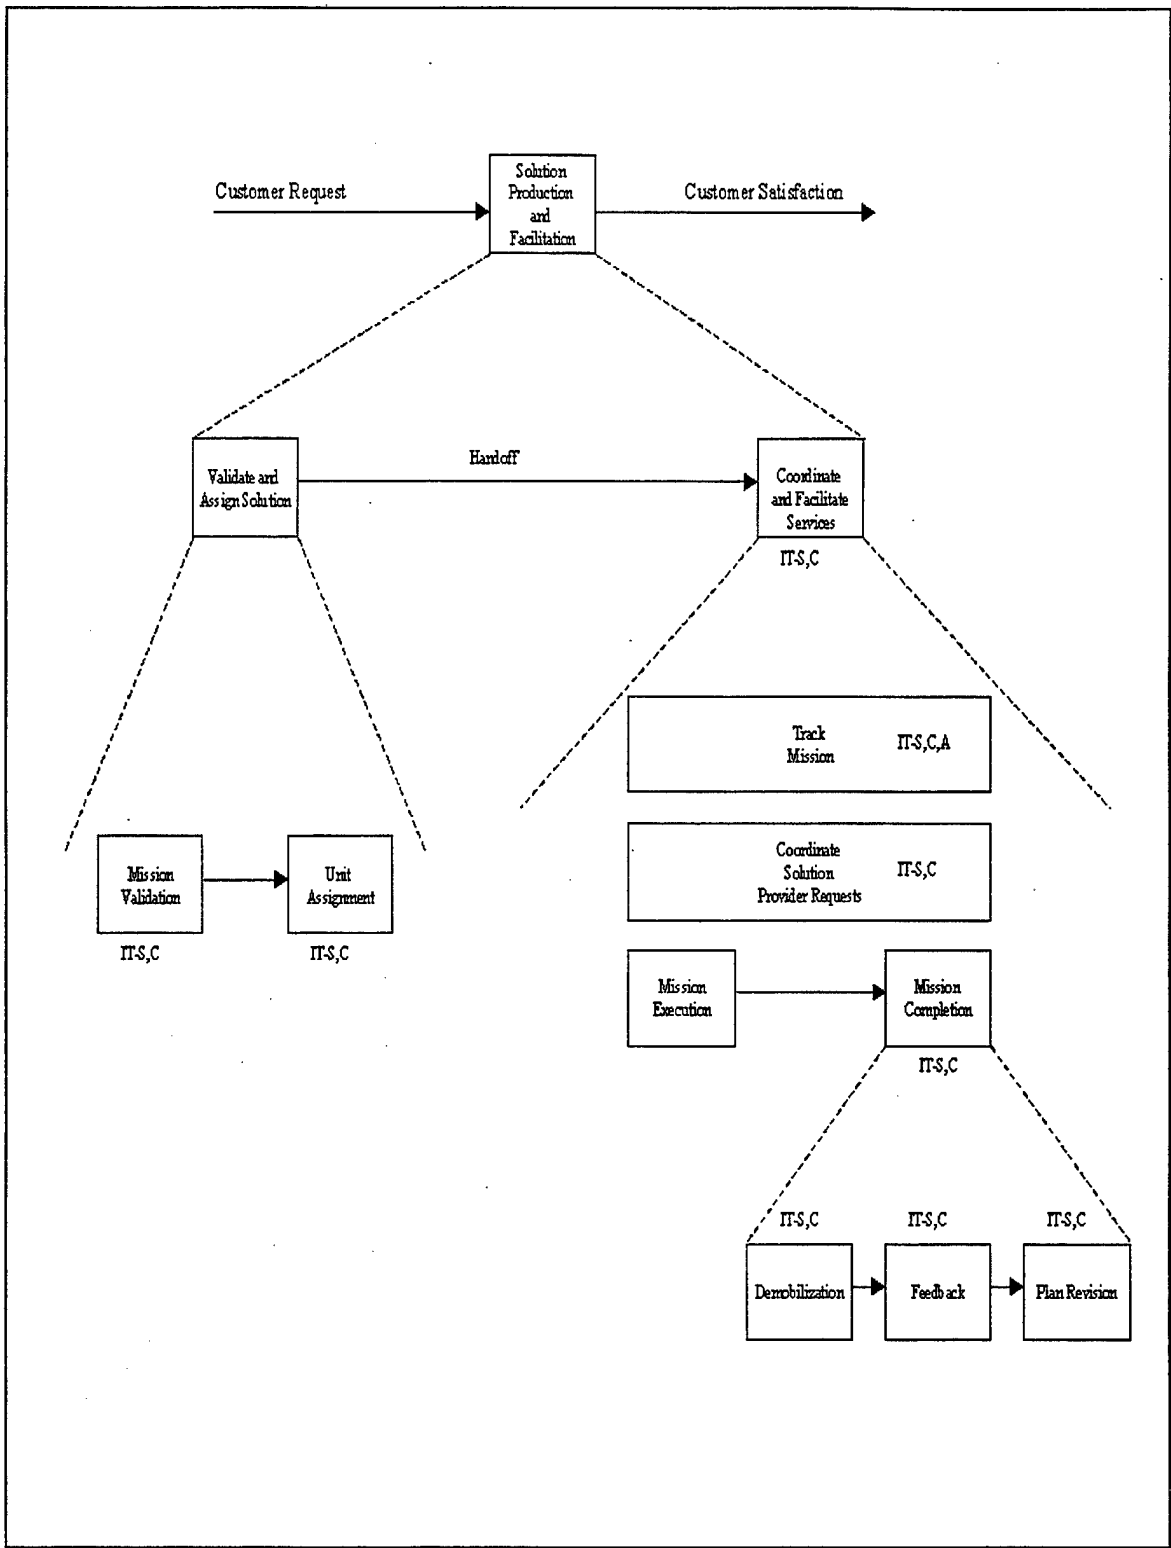 Solution
Production
and
Facilitation
Customer Request
Customer Satisfaction
Validate and
Assign Solution
Handoff
Coordinate
and Facilitate
Services
IT-S,C
Track
Mission
IT-S,C,A
Coordinate
Solution
Provider Requests
IT-S,C
Mission
Validation
IT-S,C
Unit
Assignment
IT-S,C
Mission
Execution
Mission
Completion
IT-S,C
IT-S,C
IT-S,C
IT-S,C
Demobilization
Feedback
Plan Revision